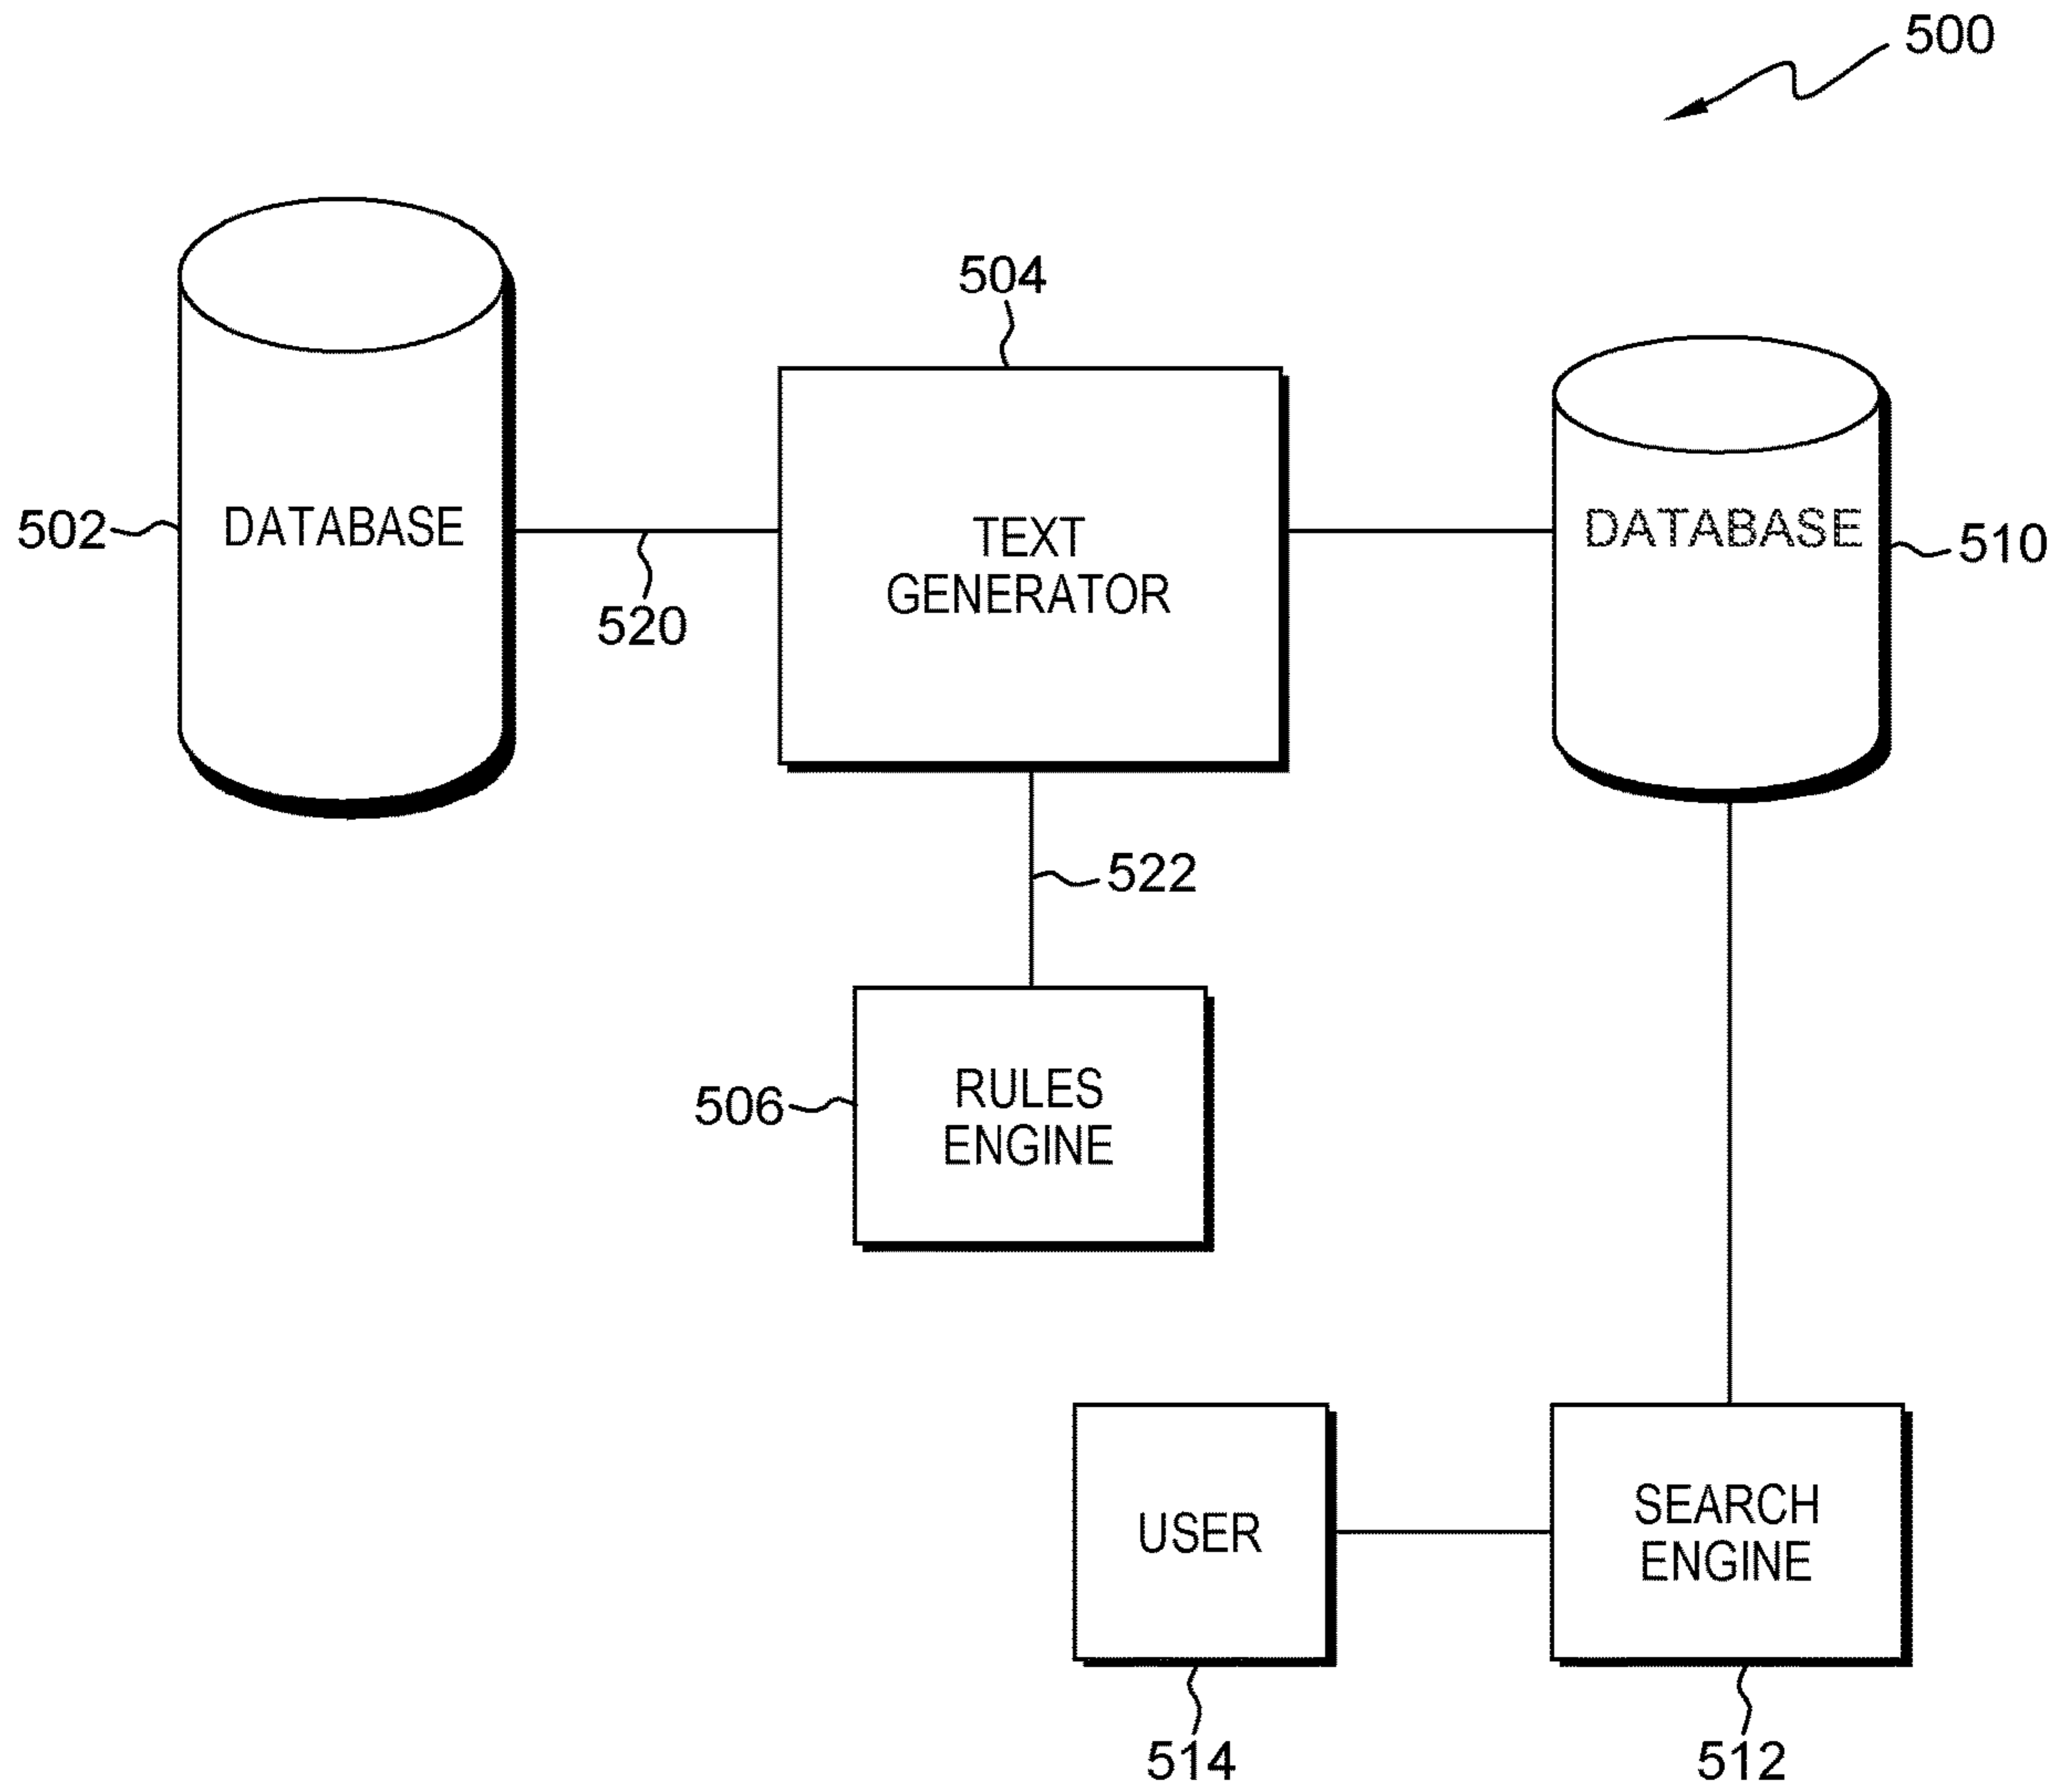 500
504
502
DATABASE
520
TEXT
GENERATOR
DATABASE
510
522
506
RULES
ENGINE
USER
SEARCH
ENGINE
514
512